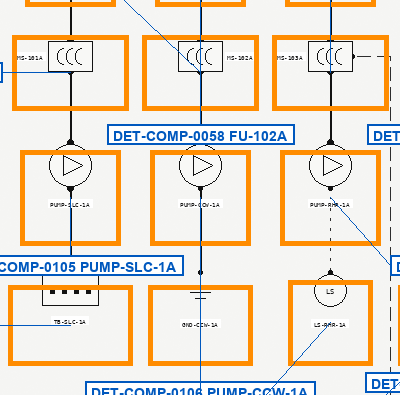 MS-101A
MS-102A
MS-103A
DET-COMP-0058 FU-102A
DET
PUMP-SLC-1A
PUMP-CCW-1A
PUMP-RHR-1A
COMP-0105 PUMP-SLC-1A
LS
TB-SLC-1A
GND-CCW-1A
LS-RHR-1A
DET-COMP-0106 PUMP-CCW-1A
DET